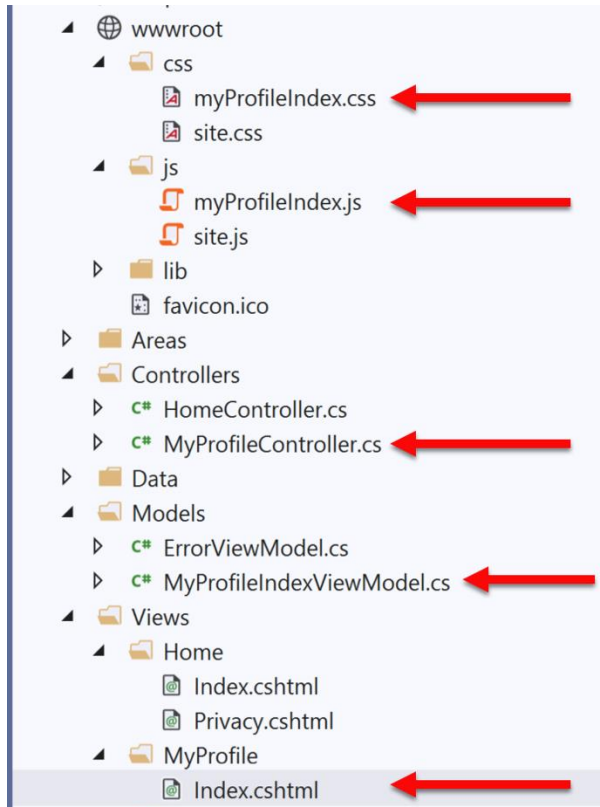 wwwroot
css
myProfileIndex.css
site.css
js
myProfileIndex.js
site.js
lib
favicon.ico
Areas
Controllers
C# HomeController.cs
C# MyProfileController.cs
Data
Models
C# ErrorViewModel.cs
C# MyProfileIndexViewModel.cs
Views
Home
Index.cshtml
Privacy.cshtml
MyProfile
Index.cshtml